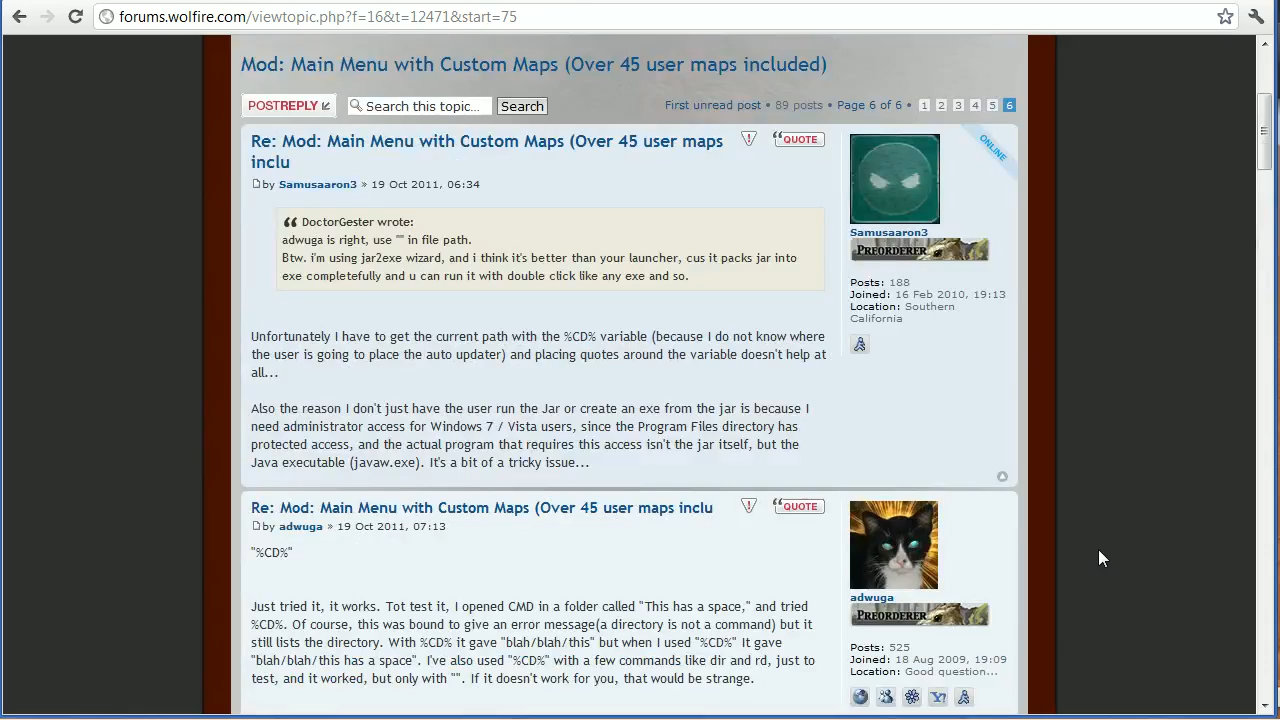 forums.wolfire.com/viewtopic.php?f=16&t=12471&start=75
Mod: Main Menu with Custom Maps (Over 45 user maps included)
POSTREPLY Search this topic... Search First unread post • 89 posts • Page 6 of 6 • 1 2 3 4 5 6
Re: Mod: Main Menu with Custom Maps (Over 45 user maps
inclu
QUOTE
ONLINE
by Samusaaron3 » 19 Oct 2011, 06:34
DoctorGester wrote:
adwuga is right, use "" in file path.
Btw. i'm using jar2exe wizard, and i think it's better than your launcher, cus it packs jar into
exe completefully and u can run it with double click like any exe and so.
Unfortunately I have to get the current path with the %CD% variable (because I do not know where
the user is going to place the auto updater) and placing quotes around the variable doesn't help at
all...
Also the reason I don't just have the user run the Jar or create an exe from the jar is because I
need administrator access for Windows 7 / Vista users, since the Program Files directory has
protected access, and the actual program that requires this access isn't the jar itself, but the
Java executable (javaw.exe). It's a bit of a tricky issue...
Samusaaron3
PREORDERER
Posts: 188
Joined: 16 Feb 2010, 19:13
Location: Southern
California
Re: Mod: Main Menu with Custom Maps (Over 45 user maps inclu
QUOTE
by adwuga » 19 Oct 2011, 07:13
"%CD%"
Just tried it, it works. Tot test it, I opened CMD in a folder called "This has a space," and tried
%CD%. Of course, this was bound to give an error message(a directory is not a command) but it
still lists the directory. With %CD% it gave "blah/blah/this" but when I used "%CD%" It gave
"blah/blah/this has a space". I've also used "%CD%" with a few commands like dir and rd, just to
test, and it worked, but only with "". If it doesn't work for you, that would be strange.
adwuga
PREORDERER
Posts: 525
Joined: 18 Aug 2009, 19:09
Location: Good question...